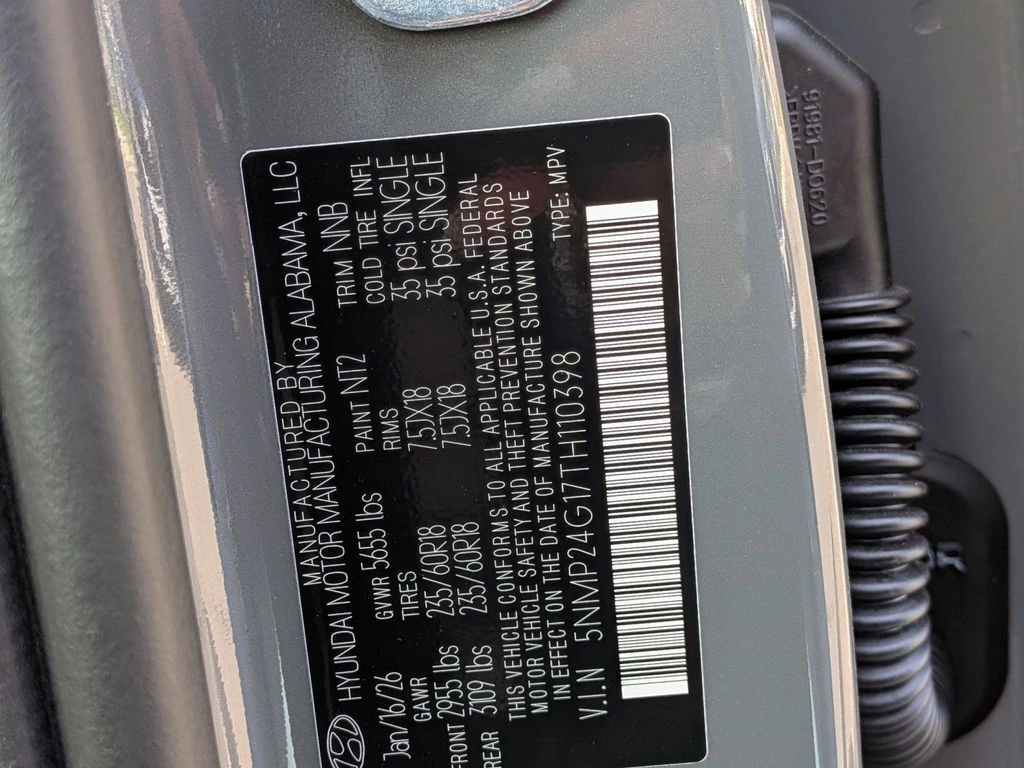 MANUFACTURED BY
HYUNDAI MOTOR MANUFACTURING ALABAMA, LLC
Jan/16/26 GVWR 5655 lbs PAINT NT2 TRIM NNB
GAWR TIRES RIMS COLD TIRE INFL
FRONT 2955 lbs 235/60R18 7.5JX18 35 psi SINGLE
REAR 3109 lbs 235/60R18 7.5JX18 35 psi SINGLE
THIS VEHICLE CONFORMS TO ALL APPLICABLE U.S.A. FEDERAL
MOTOR VEHICLE SAFETY AND THEFT PREVENTION STANDARDS
IN EFFECT ON THE DATE OF MANUFACTURE SHOWN ABOVE
V.I.N 5NMP24G17TH110398 TYPE: MPV
91981-DO620